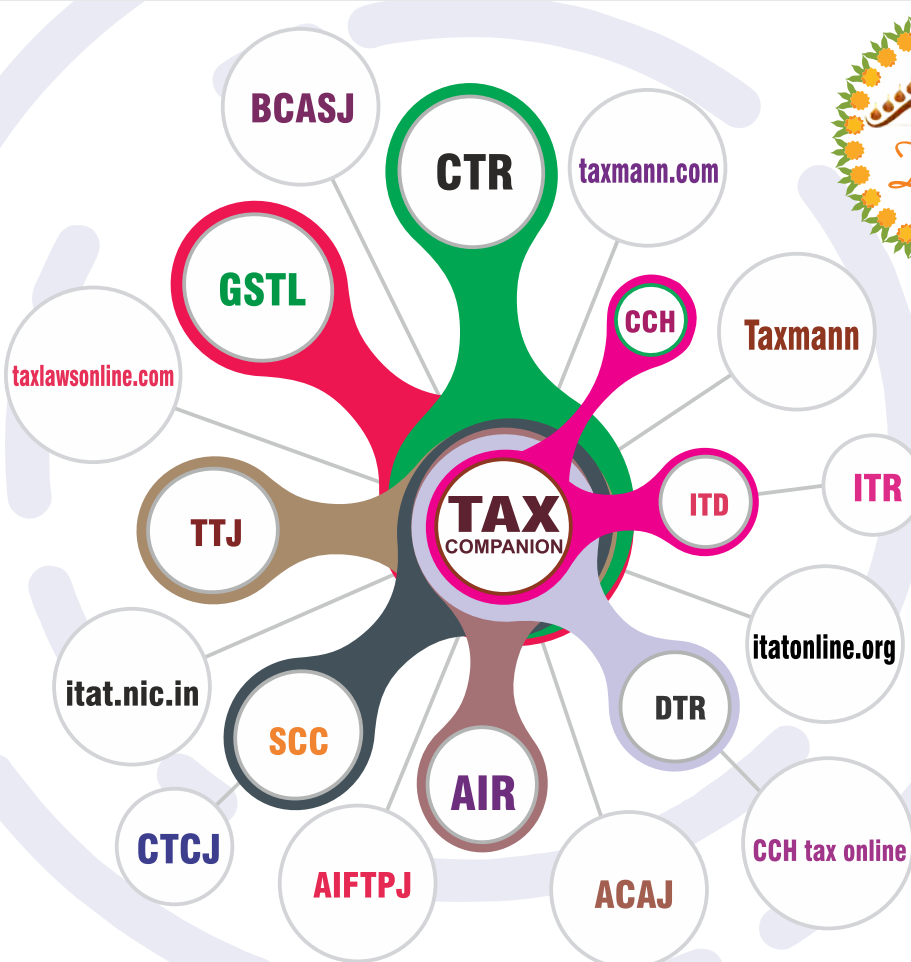 BCASJ
CTR
taxmann.com
GSTL
CCH
Taxmann
taxlawsonline.com
ITR
ITD
TAX
COMPANION
TTJ
itatonline.org
itat.nic.in
DTR
SCC
AIR
CTCJ
CCH tax online
AIFTPJ
ACAJ